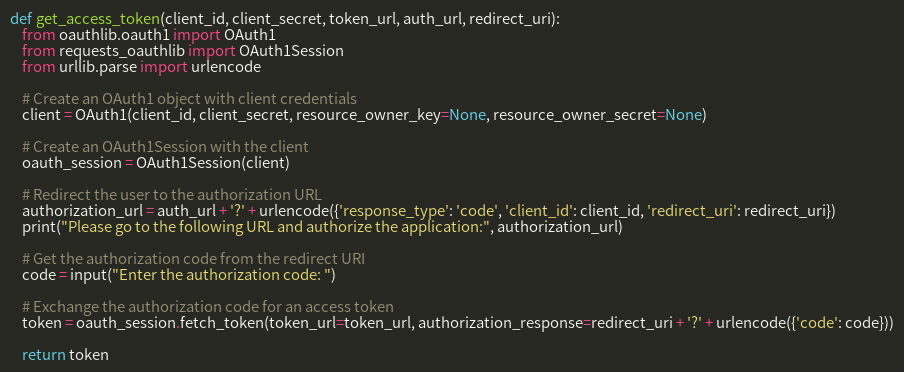 def get_access_token(client_id, client_secret, token_url, auth_url, redirect_uri):
from oauthlib.oauth1 import OAuth1
from requests_oauthlib import OAuth1Session
from urllib.parse import urlencode
# Create an OAuth1 object with client credentials
client = OAuth1(client_id, client_secret, resource_owner_key=None, resource_owner_secret=None)
# Create an OAuth1Session with the client
oauth_session = OAuth1Session(client)
# Redirect the user to the authorization URL
authorization_url = auth_url + '?' + urlencode({'response_type': 'code', 'client_id': client_id, 'redirect_uri': redirect_uri})
print("Please go to the following URL and authorize the application:", authorization_url)
# Get the authorization code from the redirect URI
code = input("Enter the authorization code: ")
# Exchange the authorization code for an access token
token = oauth_session.fetch_token(token_url=token_url, authorization_response=redirect_uri + '?' + urlencode({'code': code}))
return token